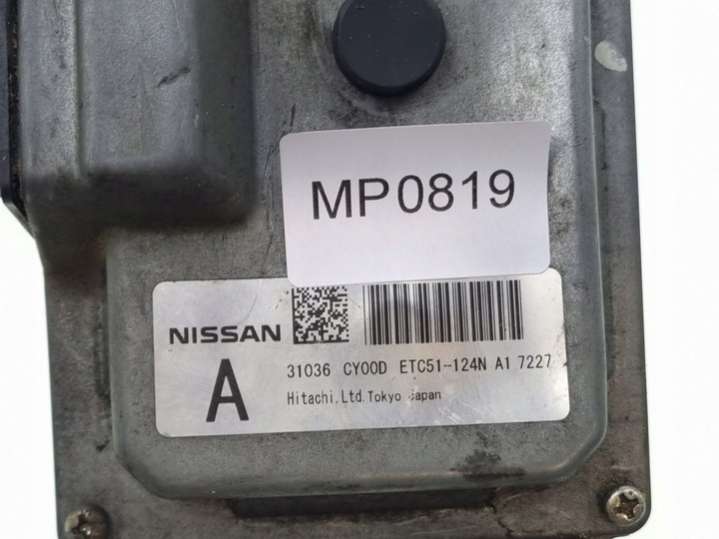 MP0819
NISSAN
A
31036 CY00D ETC51-124N A1 7227
Hitachi,Ltd.Tokyo Japan